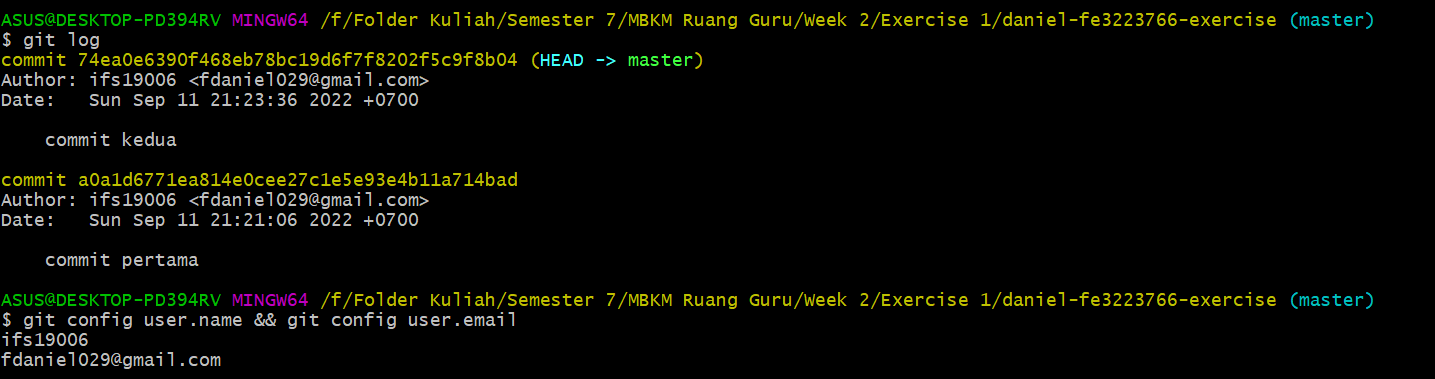 ASUS@DESKTOP-PD394RV MINGW64 /f/Folder Kuliah/Semester 7/MBKM Ruang Guru/Week 2/Exercise 1/daniel-fe3223766-exercise (master)
$ git log
commit 74ea0e6390f468eb78bc19d6f7f8202f5c9f8b04 (HEAD -> master)
Author: ifs19006 <fdaniel029@gmail.com>
Date:   Sun Sep 11 21:23:36 2022 +0700
    commit kedua
commit a0a1d6771ea814e0cee27c1e5e93e4b11a714bad
Author: ifs19006 <fdaniel029@gmail.com>
Date:   Sun Sep 11 21:21:06 2022 +0700
    commit pertama
ASUS@DESKTOP-PD394RV MINGW64 /f/Folder Kuliah/Semester 7/MBKM Ruang Guru/Week 2/Exercise 1/daniel-fe3223766-exercise (master)
$ git config user.name && git config user.email
ifs19006
fdaniel029@gmail.com